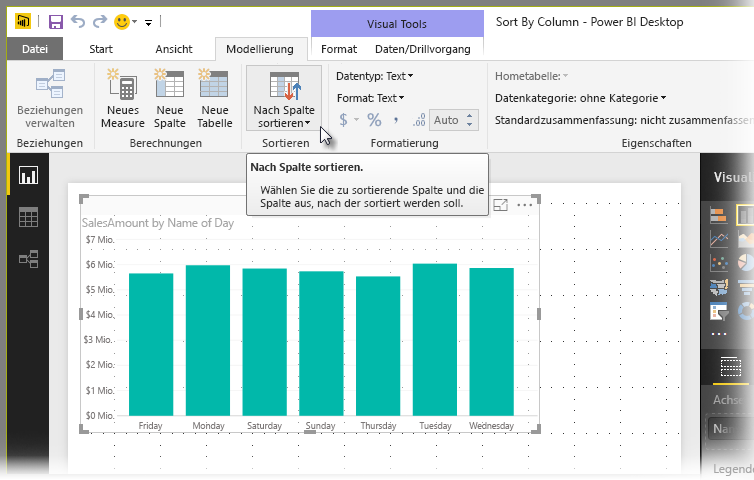 Visual Tools
Sort By Column - Power BI Desktop
Datei Start Ansicht Modellierung Format Daten/Drillvorgang
Beziehungen
verwalten
Beziehungen
Neues
Measure
Neue
Spalte
Neue
Tabelle
Berechnungen
Nach Spalte
sortieren
Sortieren
Datentyp: Text
Format: Text
$ % , .00 Auto
Formatierung
Hometabelle:
Datenkategorie: ohne Kategorie
Standardzusammenfassung: nicht zusammenfassen
Eigenschaften
Nach Spalte sortieren.
Wählen Sie die zu sortierende Spalte und die
Spalte aus, nach der sortiert werden soll.
SalesAmount by Name of Day
$7 Mio.
$6 Mio.
$5 Mio.
$4 Mio.
$3 Mio.
$2 Mio.
$1 Mio.
$0 Mio.
Friday Monday Saturday Sunday Thursday Tuesday Wednesday
Visual
Achse
Legende